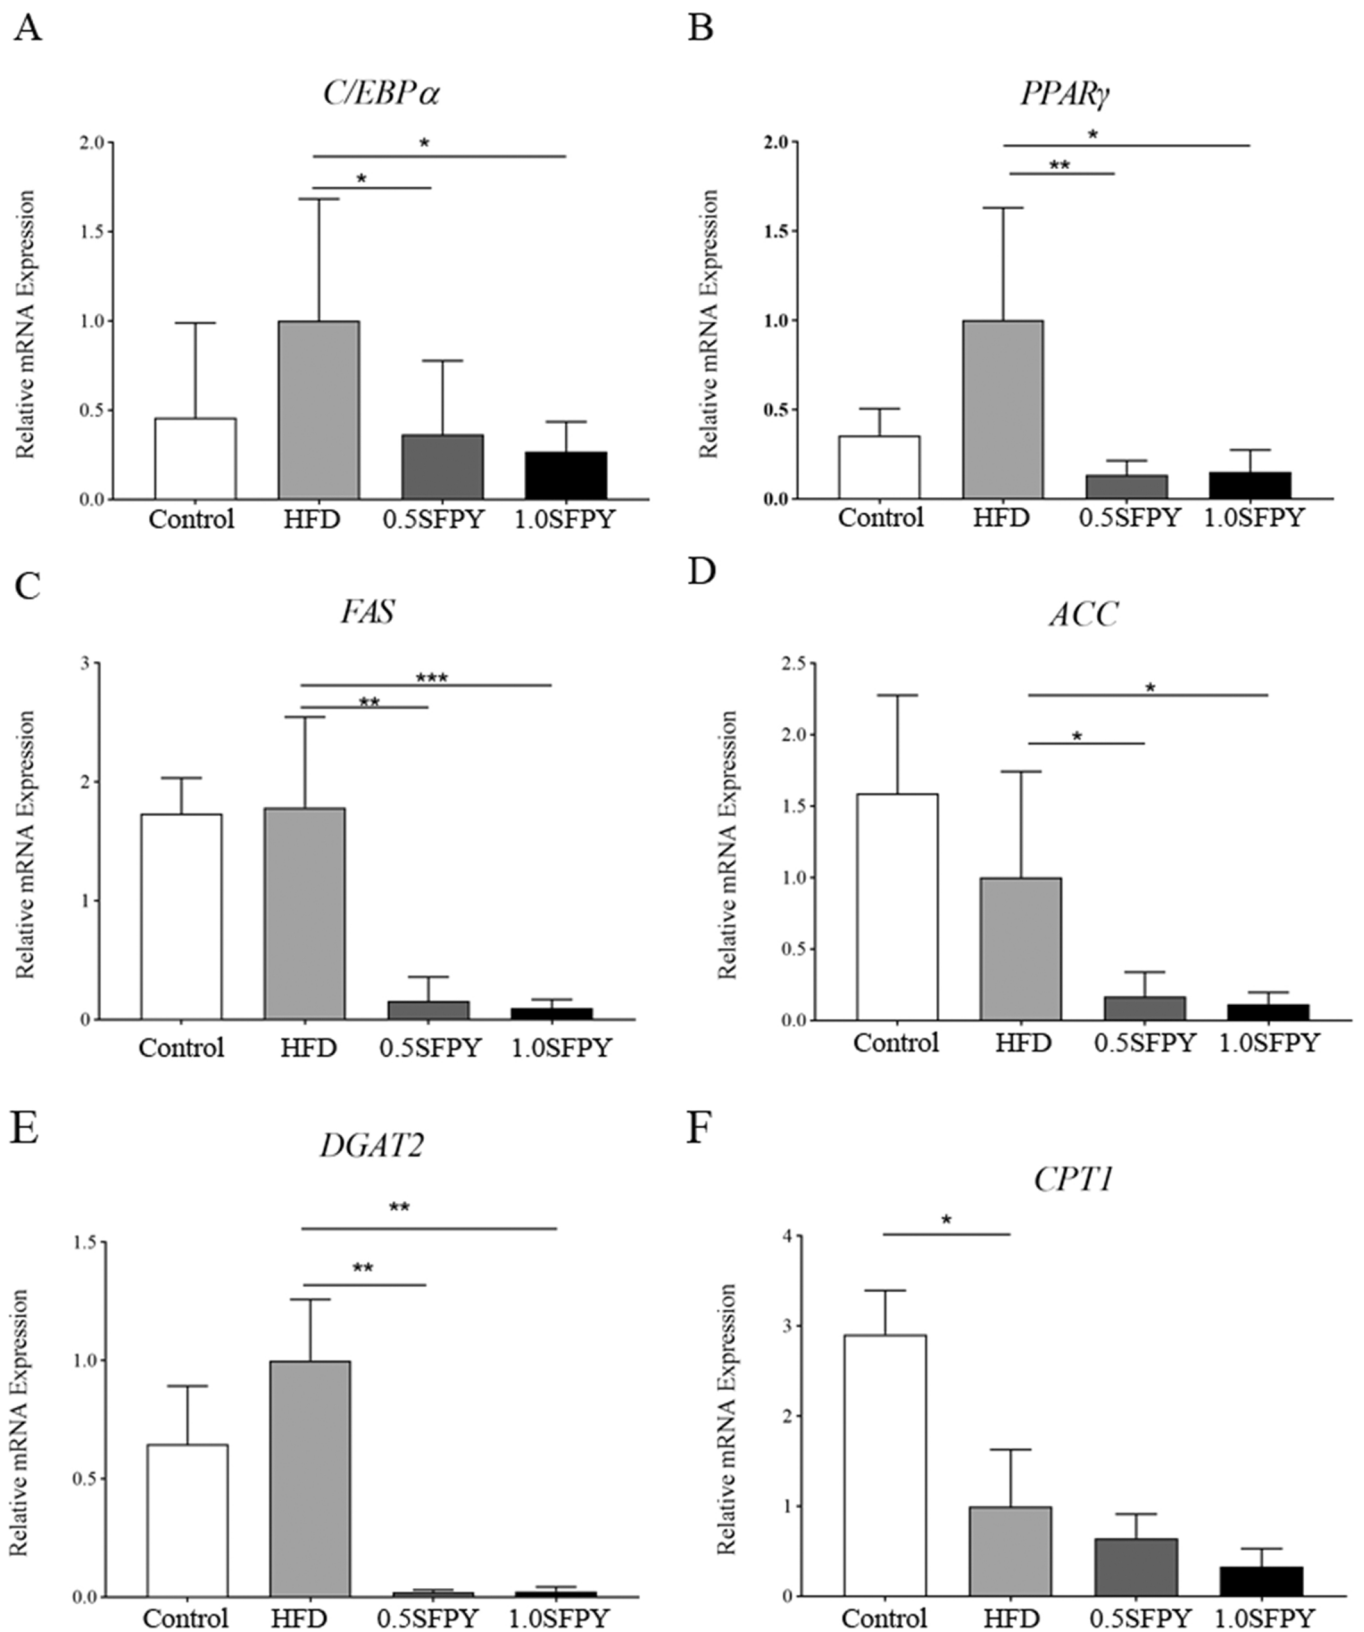 A
C/EBPα
Relative mRNA Expression
2.0
1.5
1.0
0.5
0.0
*
*
Control HFD 0.5SFPY 1.0SFPY
B
PPARγ
Relative mRNA Expression
2.0
1.5
1.0
0.5
0.0
*
**
Control HFD 0.5SFPY 1.0SFPY
C
FAS
Relative mRNA Expression
3
2
1
0
***
**
Control HFD 0.5SFPY 1.0SFPY
D
ACC
Relative mRNA Expression
2.5
2.0
1.5
1.0
0.5
0.0
*
*
Control HFD 0.5SFPY 1.0SFPY
E
DGAT2
Relative mRNA Expression
1.5
1.0
0.5
0.0
**
**
Control HFD 0.5SFPY 1.0SFPY
F
CPT1
Relative mRNA Expression
4
3
2
1
0
*
Control HFD 0.5SFPY 1.0SFPY